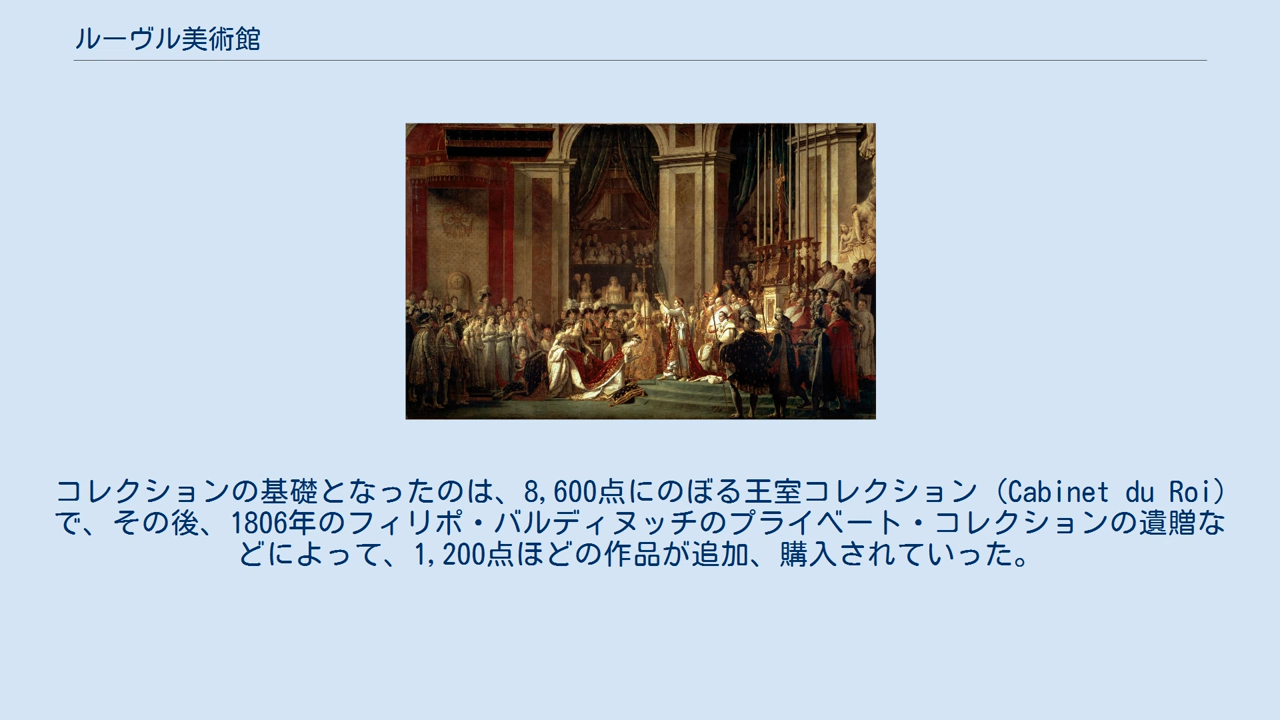 ルーヴル美術館
コレクションの基礎となったのは、8,600点にのぼる王室コレクション（Cabinet du Roi）
で、その後、1806年のフィリポ・バルディヌッチのプライベート・コレクションの遺贈な
どによって、1,200点ほどの作品が追加、購入されていった。